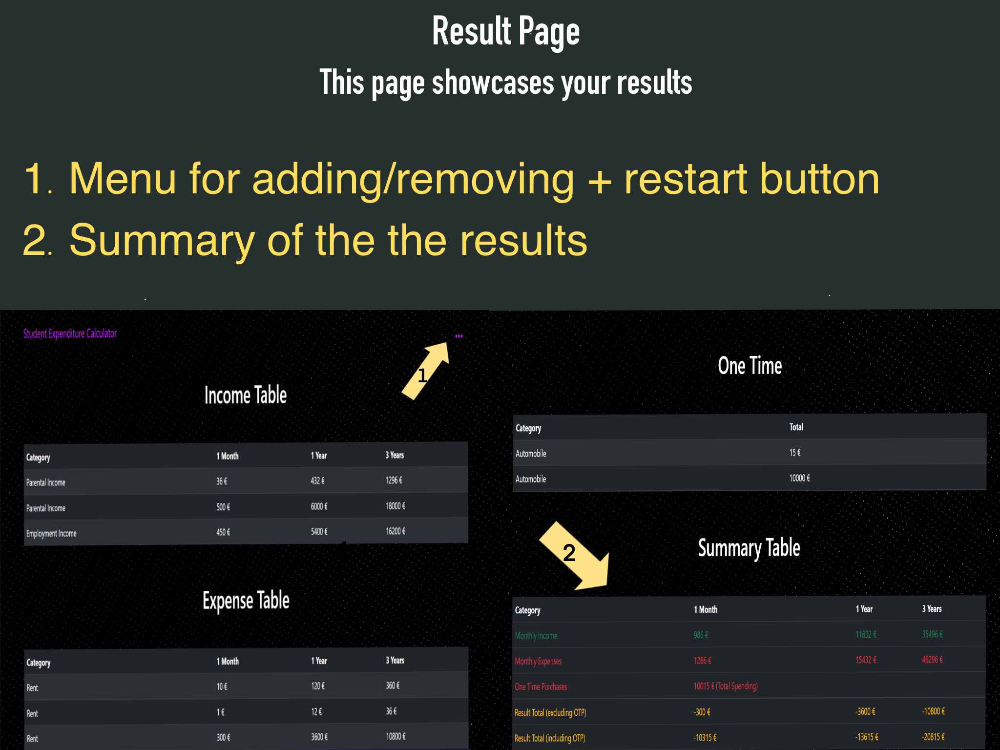 Result Page
This page showcases your results
1. Menu for adding/removing + restart button
2. Summary of the the results
Student Expenditure Calculator
•••
1
Income Table
Category 1 Month 1 Year 3 Years
Parental Income 36 € 432 € 1296 €
Parental Income 500 € 6000 € 18000 €
Employment Income 450 € 5400 € 16200 €
Expense Table
Category 1 Month 1 Year 3 Years
Rent 10 € 120 € 360 €
Rent 1 € 12 € 36 €
Rent 300 € 3600 € 10800 €
One Time
Category Total
Automobile 15 €
Automobile 10000 €
2
Summary Table
Category 1 Month 1 Year 3 Years
Monthly Income 986 € 11832 € 35496 €
Monthly Expenses 1286 € 15432 € 46296 €
One Time Purchases 10015 € (Total Spending)
Result Total (excluding OTP) -300 € -3600 € -10800 €
Result Total (including OTP) -10315 € -13615 € -20815 €